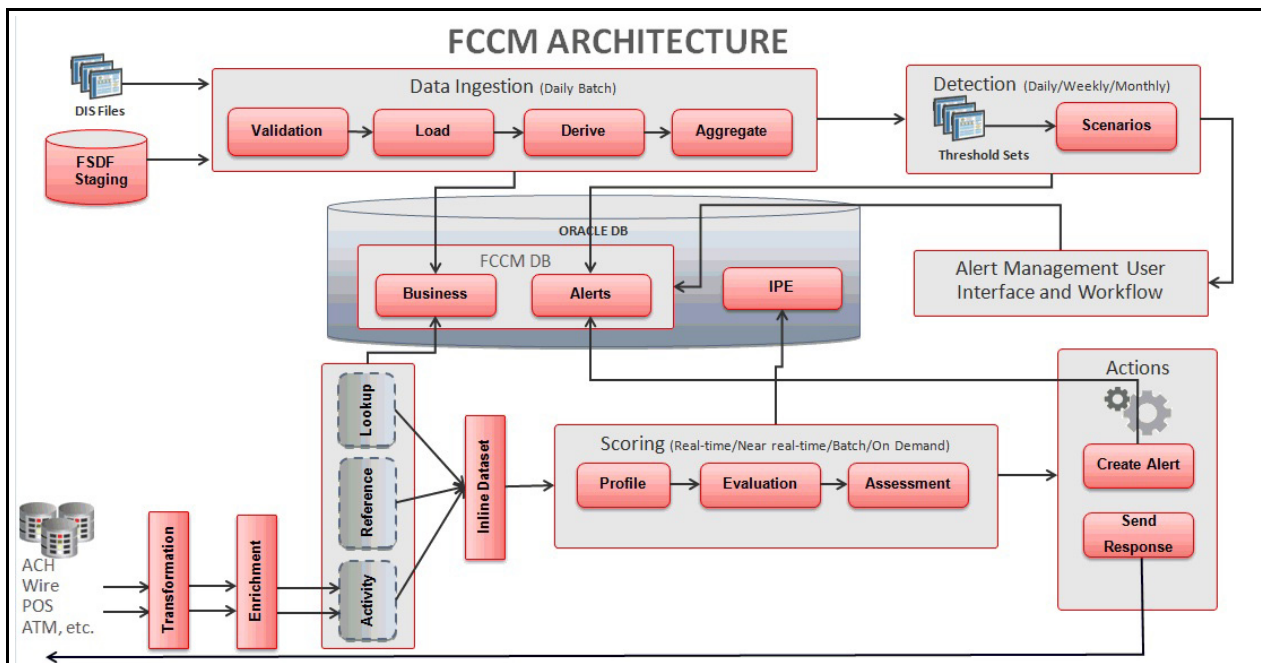 FCCM ARCHITECTURE
DIS Files
FSDF
Staging
Data Ingestion (Daily Batch)
Validation
Load
Derive
Aggregate
Detection (Daily/Weekly/Monthly)
Threshold Sets
Scenarios
ORACLE DB
FCCM DB
Business
Alerts
IPE
Alert Management User
Interface and Workflow
Lookup
Reference
Activity
Inline Dataset
Scoring (Real-time/Near real-time/Batch/On Demand)
Profile
Evaluation
Assessment
Actions
Create Alert
Send
Response
ACH
Wire
POS
ATM, etc.
Transformation
Enrichment